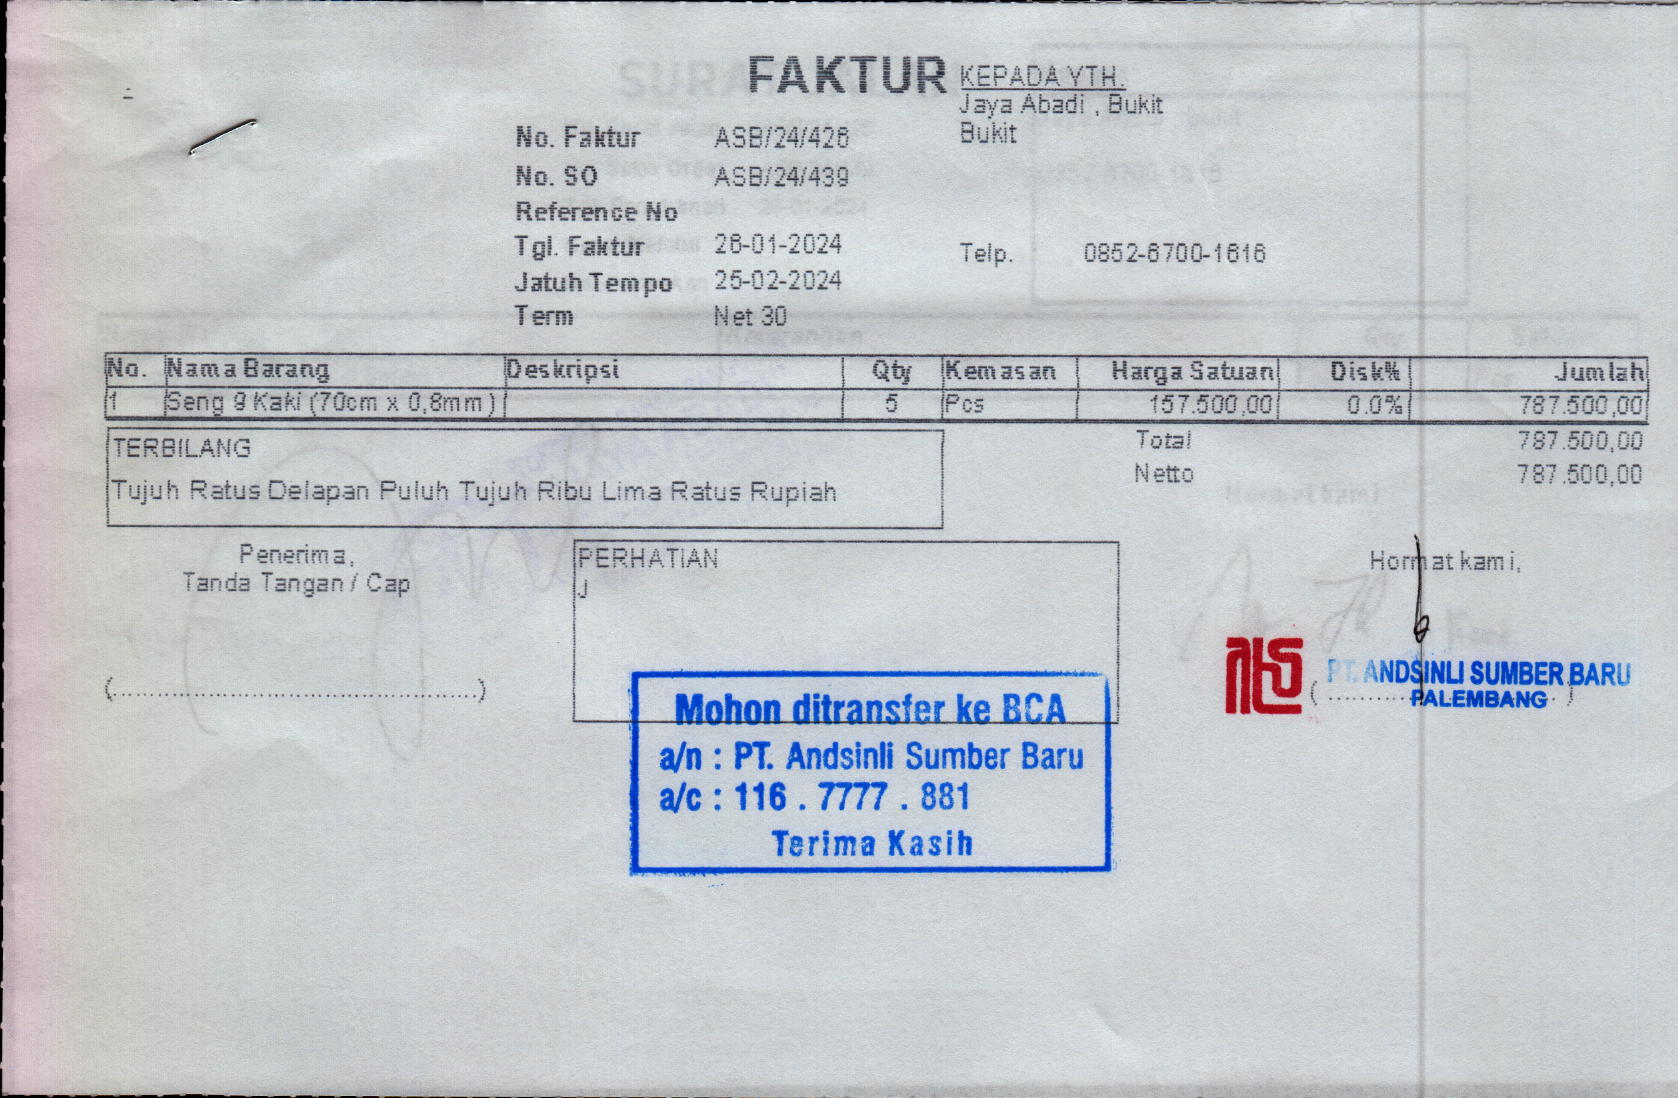 FAKTUR
KEPADA YTH.
Jaya Abadi , Bukit
Bukit
No. Faktur ASB/24/426
No. SO ASB/24/439
Reference No
Tgl. Faktur 26-01-2024
Telp. 0852-6700-1616
Jatuh Tempo 25-02-2024
Term Net 30
No. Nama Barang Deskripsi Qty Kemasan Harga Satuan Disk% Jumlah
1 Seng 9 Kaki (70cm x 0,8mm) 5 Pcs 157.500,00 0.0% 787.500,00
Total 787.500,00
Netto 787.500,00
TERBILANG
Tujuh Ratus Delapan Puluh Tujuh Ribu Lima Ratus Rupiah
Penerima,
Tanda Tangan / Cap
(...............................................)
PERHATIAN
J
Mohon ditransfer ke BCA
a/n : PT. Andsinli Sumber Baru
a/c : 116 . 7777 . 881
Terima Kasih
Hormat kami,
PT. ANDSINLI SUMBER BARU
PALEMBANG